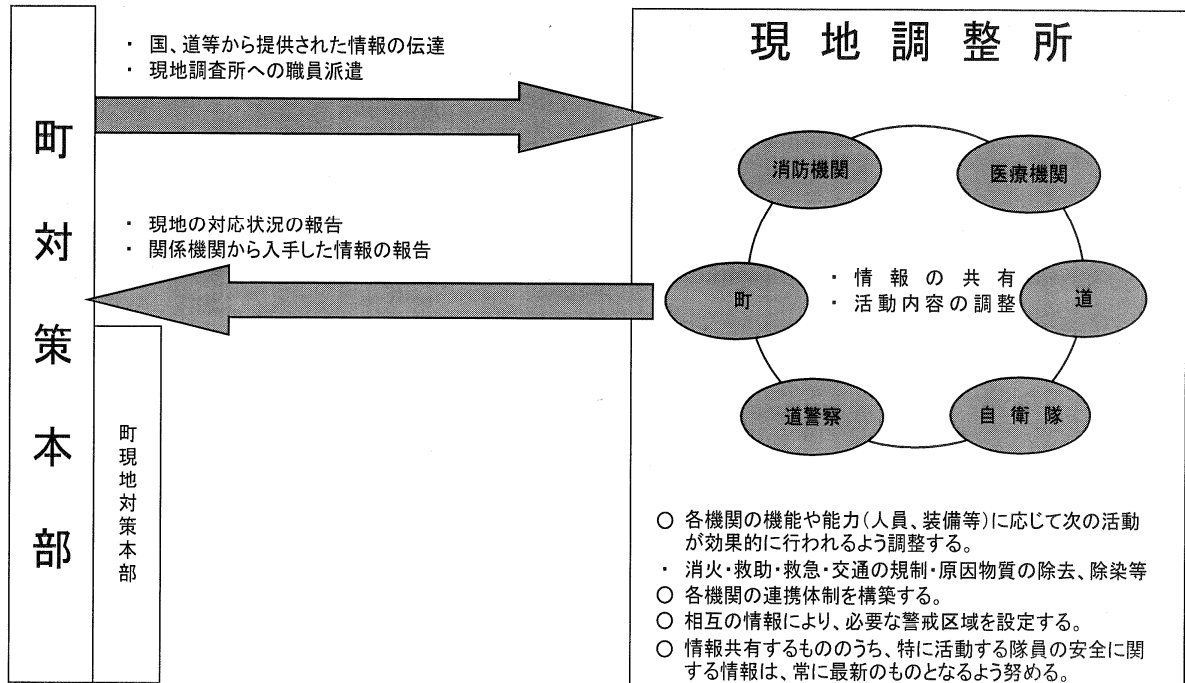 町対策本部
町現地対策本部
・ 国、道等から提供された情報の伝達
・ 現地調査所への職員派遣
・ 現地の対応状況の報告
・ 関係機関から入手した情報の報告
現地調整所
消防機関
医療機関
町
・ 情報の共有
・ 活動内容の調整
道
道警察
自衛隊
○ 各機関の機能や能力(人員、装備等)に応じて次の活動
が効果的に行われるよう調整する。
・ 消火・救助・救急・交通の規制・原因物質の除去、除染等
○ 各機関の連携体制を構築する。
○ 相互の情報により、必要な警戒区域を設定する。
○ 情報共有するもののうち、特に活動する隊員の安全に関
する情報は、常に最新のものとなるよう努める。